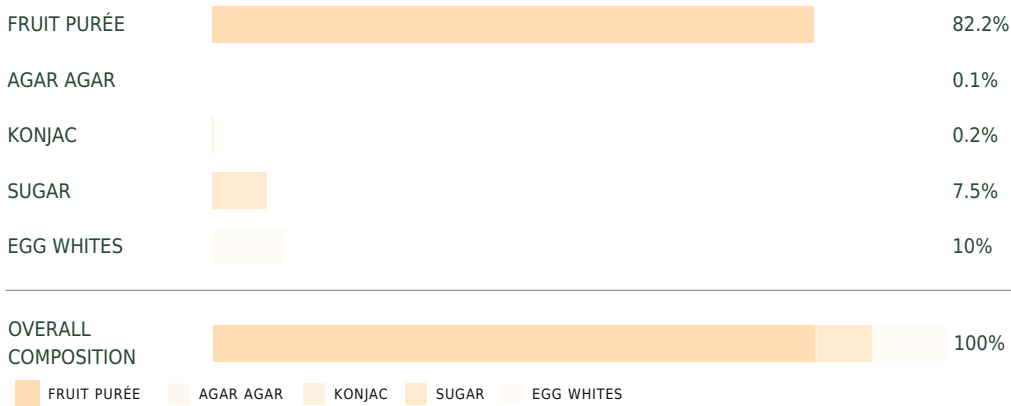 FRUIT PURÉE 82.2%
AGAR AGAR 0.1%
KONJAC 0.2%
SUGAR 7.5%
EGG WHITES 10%
OVERALL
COMPOSITION 100%
FRUIT PURÉE AGAR AGAR KONJAC SUGAR EGG WHITES